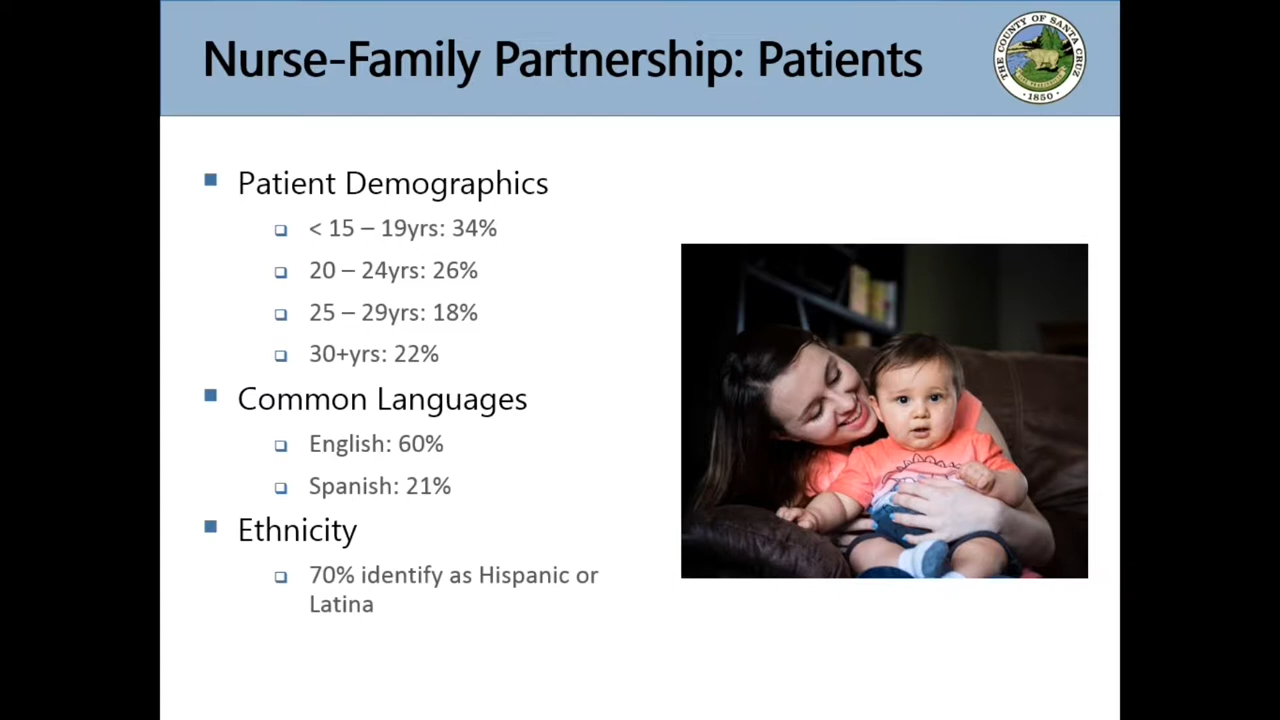 Nurse-Family Partnership: Patients
THE COUNTY OF SANTA CRUZ
1850
Patient Demographics
< 15 – 19yrs: 34%
20 – 24yrs: 26%
25 – 29yrs: 18%
30+yrs: 22%
Common Languages
English: 60%
Spanish: 21%
Ethnicity
70% identify as Hispanic or
Latina